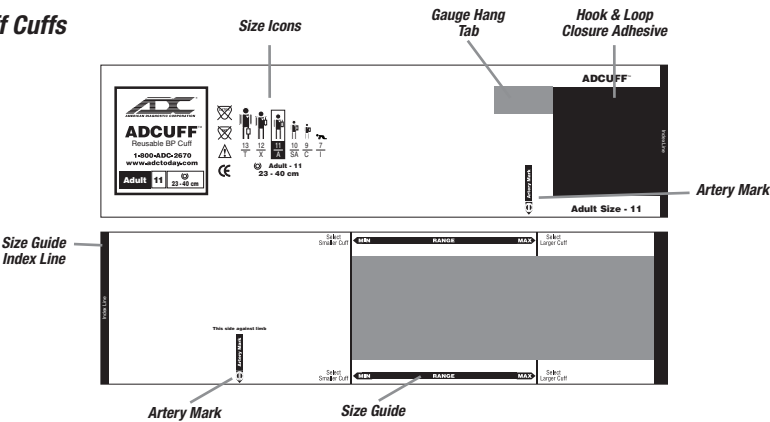 f Cuffs
Size Icons
Gauge Hang
Tab
Hook & Loop
Closure Adhesive
ADC
AMERICAN DIAGNOSTIC CORPORATION
ADCUFF™
Reusable BP Cuff
1-800-ADC-2670
www.adctoday.com
Adult 11 23 - 40 cm
13 12 11 10 9 7
T X A SA C I
Adult - 11
23 - 40 cm
CE
ADCUFF™
Index Line
Artery Mark
Adult Size - 11
Artery Mark
Size Guide
Index Line
Index Line
Select
Smaller Cuff
MIN RANGE MAX
Select
Larger Cuff
This side against limb
Artery Mark
Select
Smaller Cuff
MIN RANGE MAX
Select
Larger Cuff
Artery Mark
Size Guide